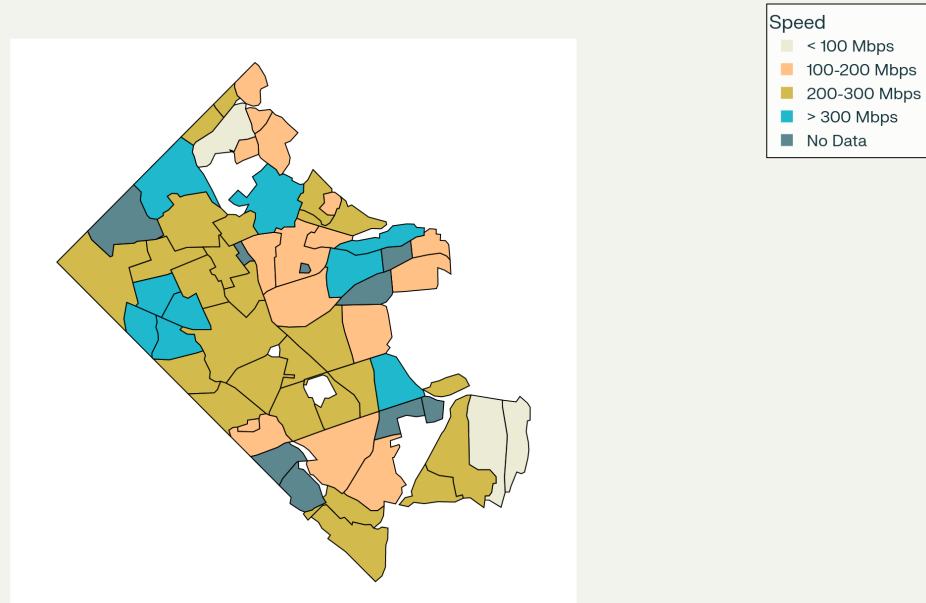 Speed
< 100 Mbps
100-200 Mbps
200-300 Mbps
> 300 Mbps
No Data